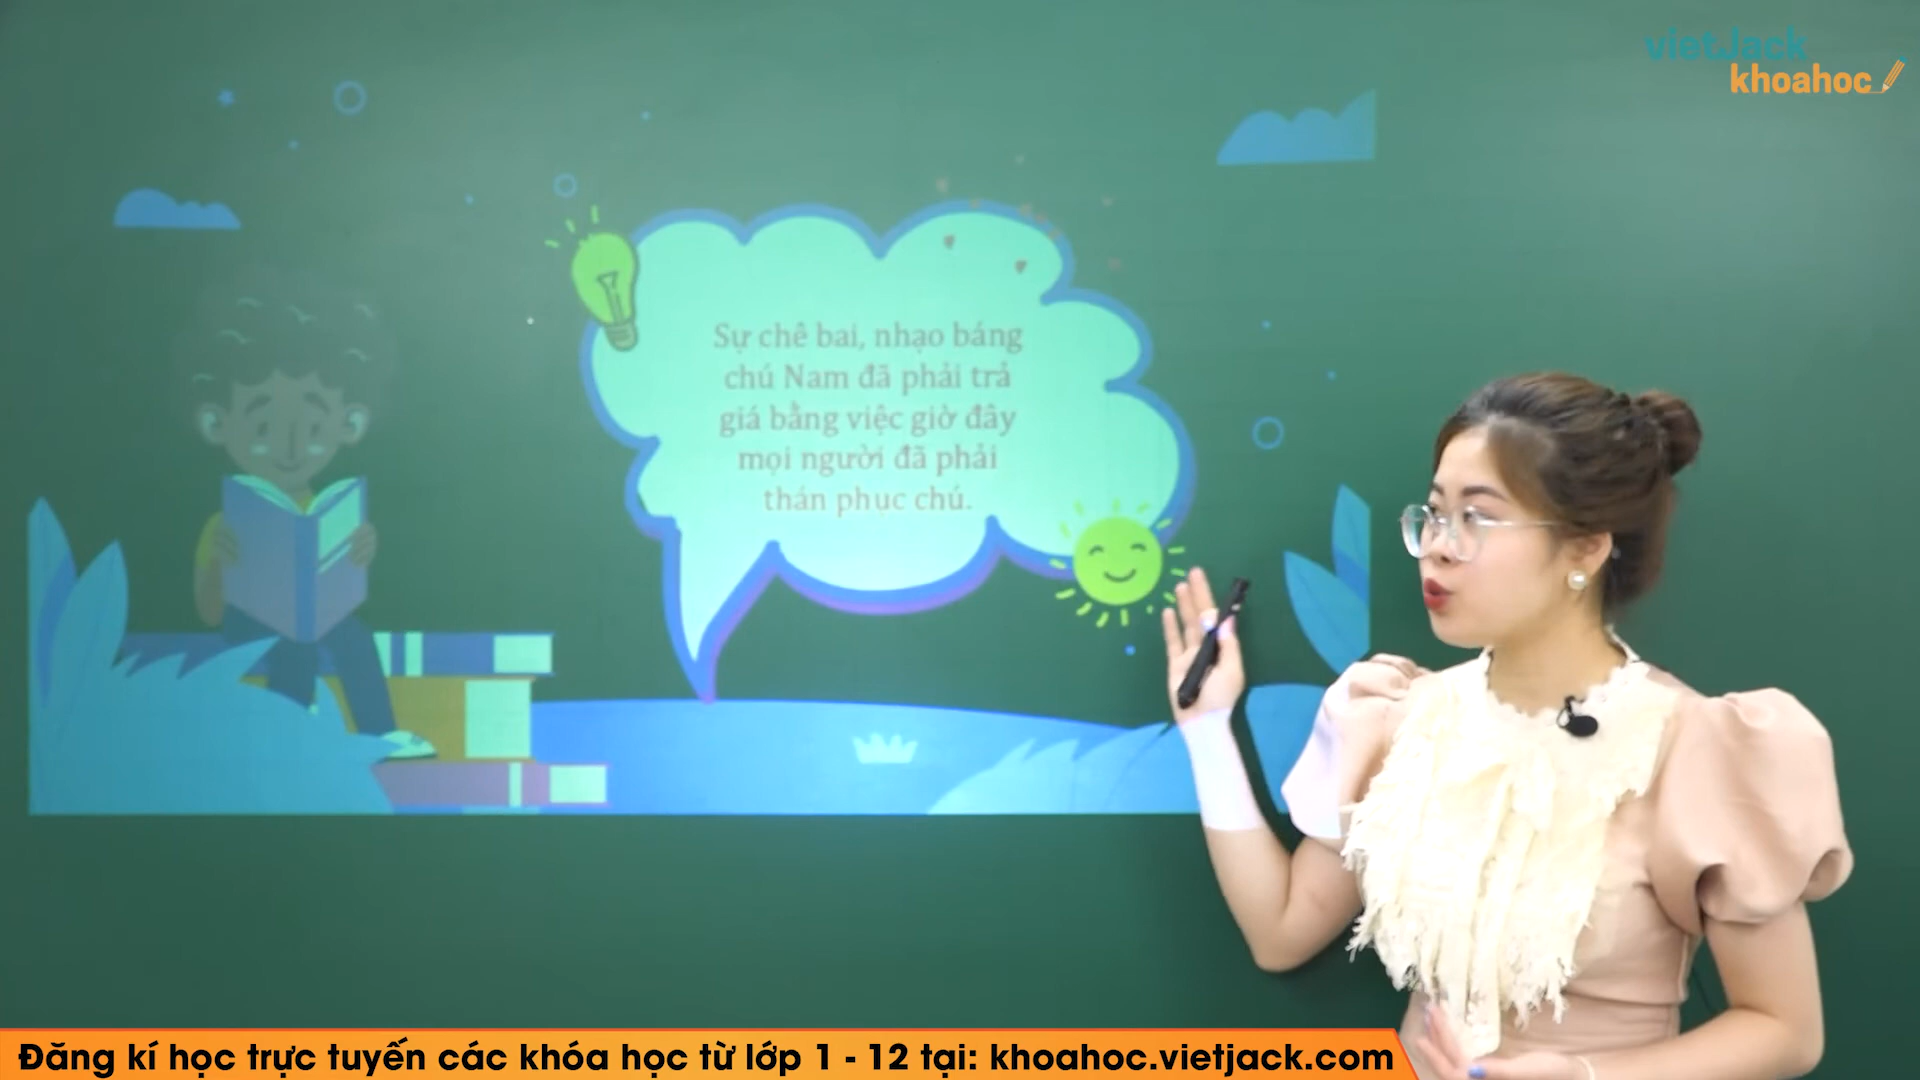 vietJack
khoahoc
Sự chê bai, nhạo báng
chú Nam đã phải trả
giá bằng việc giờ đây
mọi người đã phải
thán phục chú.
Đăng kí học trực tuyến các khóa học từ lớp 1 - 12 tại: khoahoc.vietjack.com